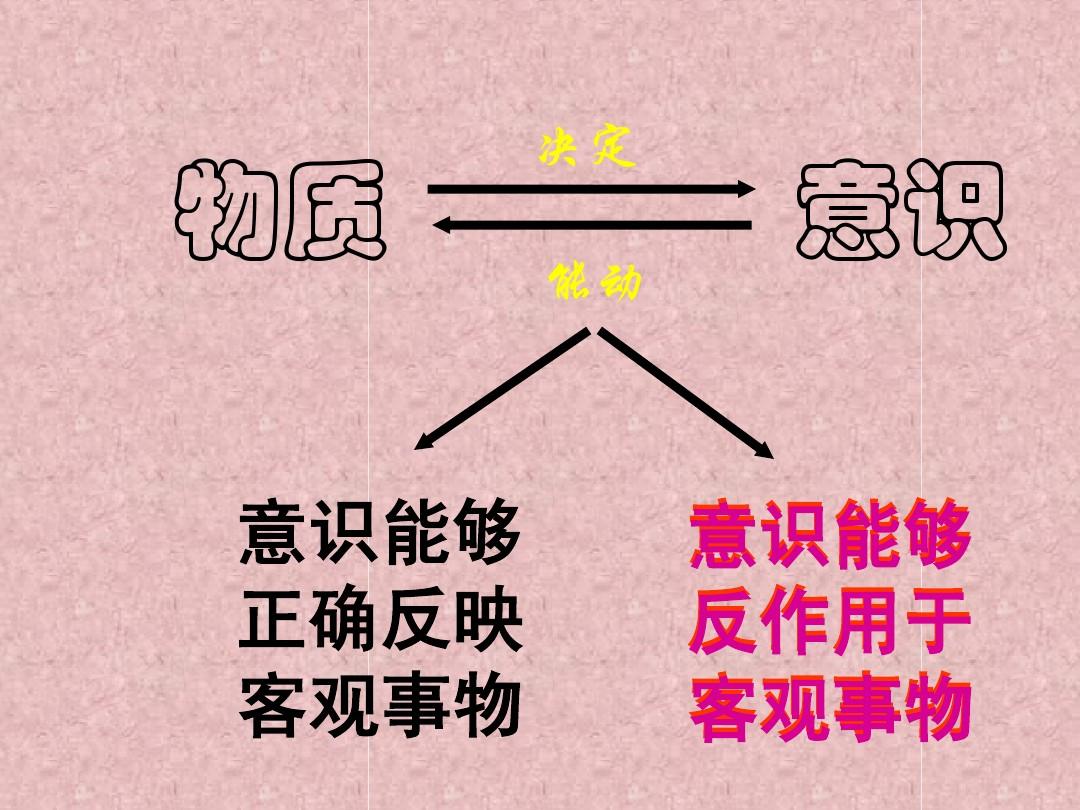 决定
物质 意识
能动
意识能够
正确反映
客观事物
意识能够
反作用于
客观事物